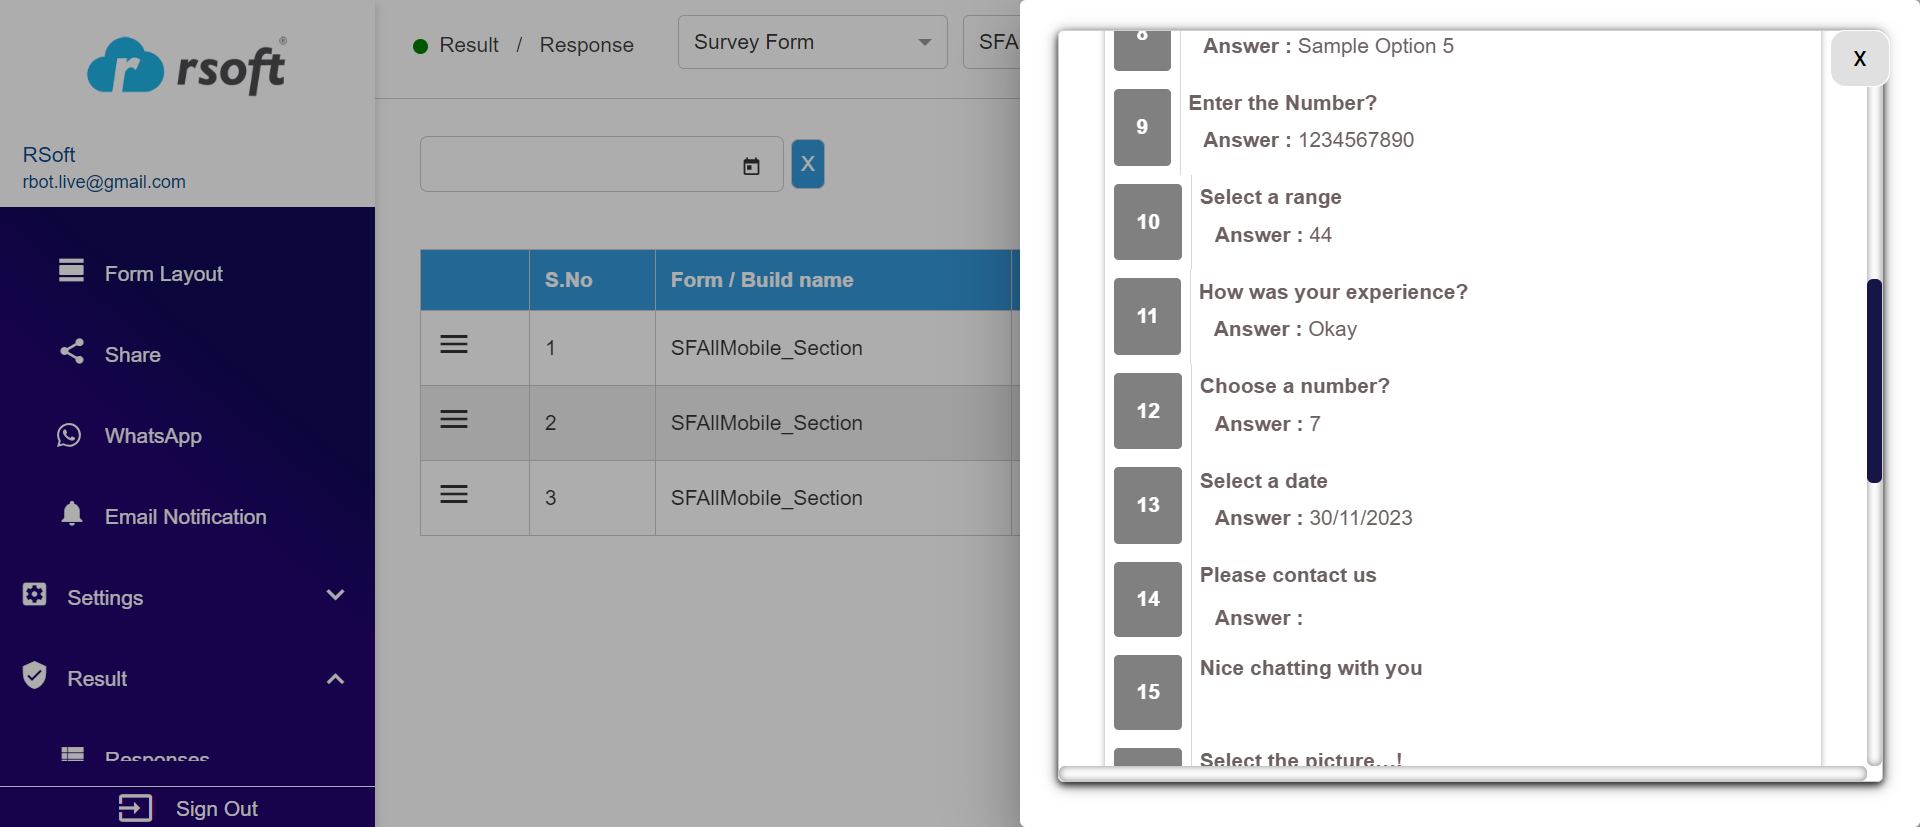 rsoft®
RSoft
rbot.live@gmail.com
Form Layout
Share
WhatsApp
Email Notification
Settings
Result
Responses
Sign Out
Result / Response
Survey Form
SFA
X
S.No Form / Build name
1 SFAllMobile_Section
2 SFAllMobile_Section
3 SFAllMobile_Section
X
8
Answer : Sample Option 5
9 Enter the Number?
Answer : 1234567890
10 Select a range
Answer : 44
11 How was your experience?
Answer : Okay
12 Choose a number?
Answer : 7
13 Select a date
Answer : 30/11/2023
14 Please contact us
Answer :
15 Nice chatting with you
Select the picture...!